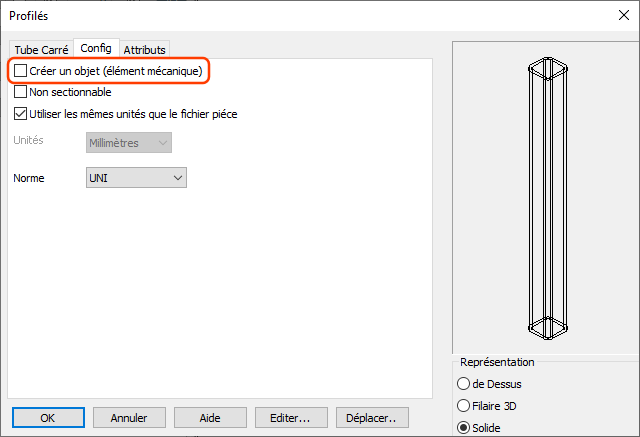 Profilés
Tube Carré Config Attributs
Créer un objet (élément mécanique)
Non sectionnable
Utiliser les mêmes unités que le fichier piéce
Unités Millimètres
Norme UNI
Représentation
de Dessus
Filaire 3D
Solide
OK Annuler Aide Editer... Déplacer..